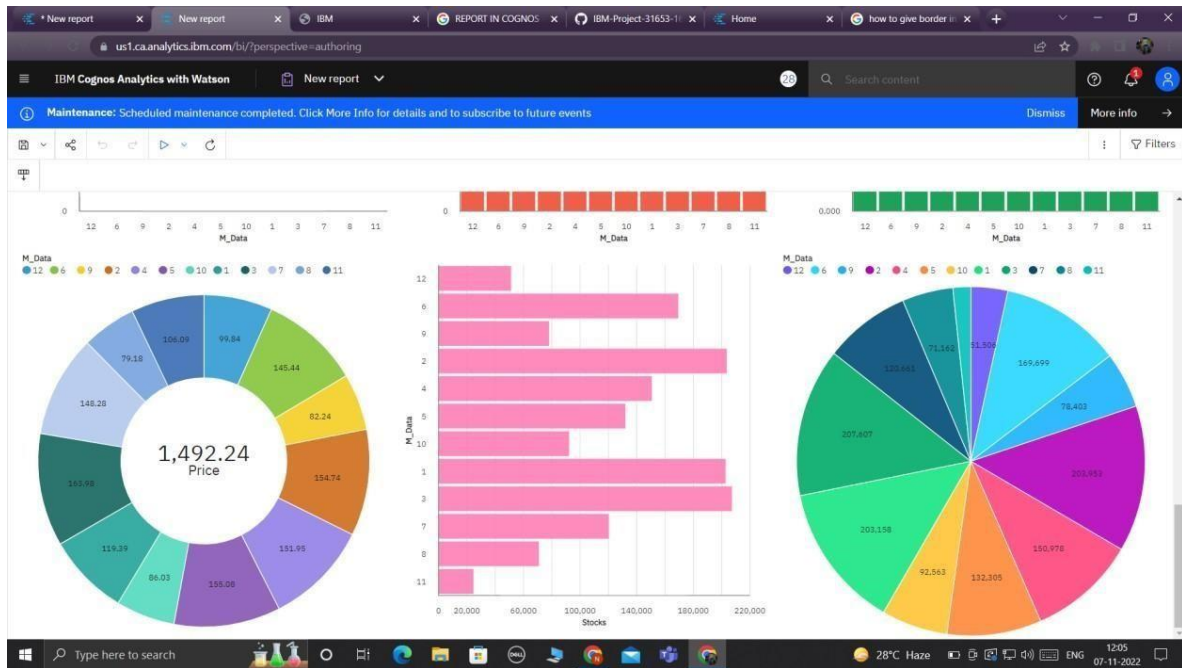 * New report
New report
IBM
REPORT IN COGNOS
IBM-Project-31653-16
Home
how to give border in
us1.ca.analytics.ibm.com/bi/?perspective=authoring
IBM Cognos Analytics with Watson
New report
28
Search content
1
Maintenance: Scheduled maintenance completed. Click More Info for details and to subscribe to future events
Dismiss
More info
Filters
0
12 6 9 2 4 5 10 1 3 7 8 11
M_Data
0
12 6 9 2 4 5 10 1 3 7 8 11
M_Data
0.000
12 6 9 2 4 5 10 1 3 7 8 11
M_Data
M_Data
12 6 9 2 4 5 10 1 3 7 8 11
99.84
145.44
82.24
154.74
151.95
155.08
86.03
119.39
163.98
148.28
79.18
106.09
1,492.24
Price
M_Data
12
6
9
2
4
5
10
1
3
7
8
11
0 20,000 60,000 100,000 140,000 180,000 220,000
Stocks
M_Data
12 6 9 2 4 5 10 1 3 7 8 11
51,506
169,699
78,403
203,953
150,978
132,305
92,563
203,158
207,607
71,162
Type here to search
DELL
28°C Haze
ENG
12:05
07-11-2022